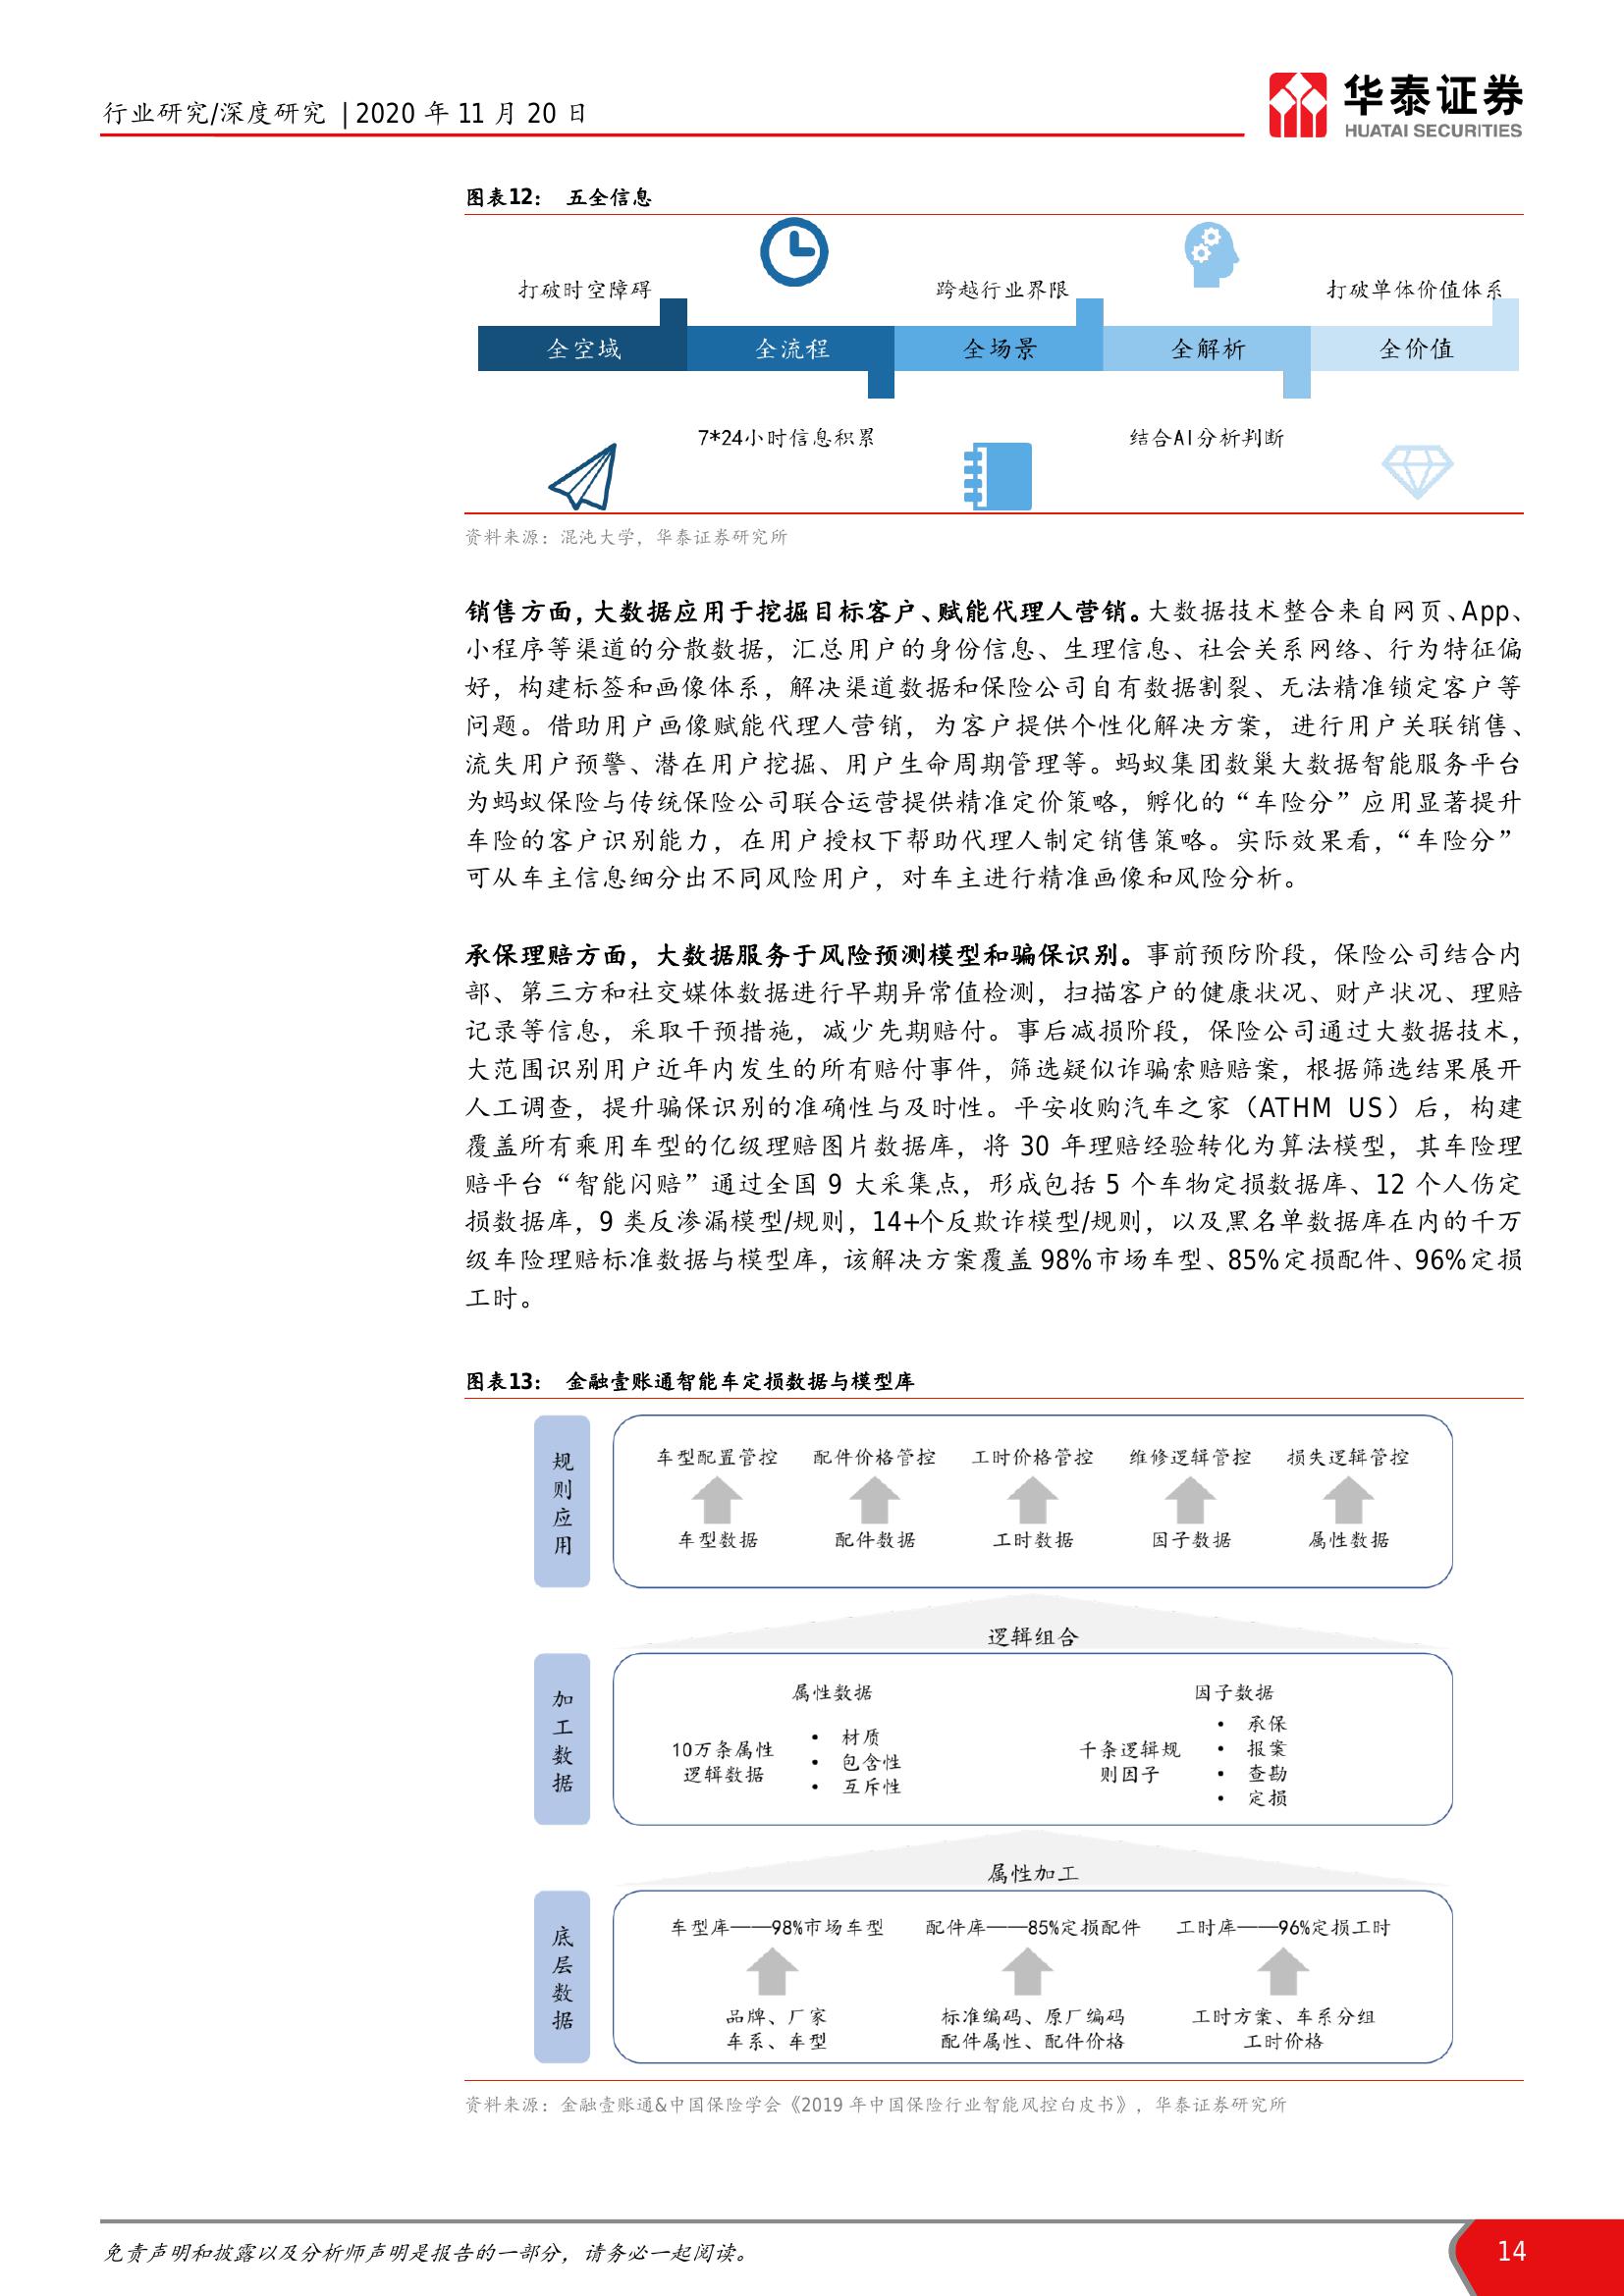 行业研究/深度研究 | 2020 年 11 月 20 日
华泰证券
HUATAI SECURITIES
图表12： 五全信息
打破时空障碍 跨越行业界限 打破单体价值体系
全空域 全流程 全场景 全解析 全价值
7*24小时信息积累 结合AI分析判断
资料来源：混沌大学，华泰证券研究所
销售方面，大数据应用于挖掘目标客户、赋能代理人营销。大数据技术整合来自网页、App、
小程序等渠道的分散数据，汇总用户的身份信息、生理信息、社会关系网络、行为特征偏
好，构建标签和画像体系，解决渠道数据和保险公司自有数据割裂、无法精准锁定客户等
问题。借助用户画像赋能代理人营销，为客户提供个性化解决方案，进行用户关联销售、
流失用户预警、潜在用户挖掘、用户生命周期管理等。蚂蚁集团数巢大数据智能服务平台
为蚂蚁保险与传统保险公司联合运营提供精准定价策略，孵化的“车险分”应用显著提升
车险的客户识别能力，在用户授权下帮助代理人制定销售策略。实际效果看，“车险分”
可从车主信息细分出不同风险用户，对车主进行精准画像和风险分析。
承保理赔方面，大数据服务于风险预测模型和骗保识别。事前预防阶段，保险公司结合内
部、第三方和社交媒体数据进行早期异常值检测，扫描客户的健康状况、财产状况、理赔
记录等信息，采取干预措施，减少先期赔付。事后减损阶段，保险公司通过大数据技术，
大范围识别用户近年内发生的所有赔付事件，筛选疑似诈骗索赔赔案，根据筛选结果展开
人工调查，提升骗保识别的准确性与及时性。平安收购汽车之家（ATHM US）后，构建
覆盖所有乘用车型的亿级理赔图片数据库，将 30 年理赔经验转化为算法模型，其车险理
赔平台“智能闪赔”通过全国 9 大采集点，形成包括 5 个车物定损数据库、12 个人伤定
损数据库，9 类反渗漏模型/规则，14+个反欺诈模型/规则，以及黑名单数据库在内的千万
级车险理赔标准数据与模型库，该解决方案覆盖 98%市场车型、85%定损配件、96%定损
工时。
图表13： 金融壹账通智能车定损数据与模型库
规则应用
车型配置管控 配件价格管控 工时价格管控 维修逻辑管控 损失逻辑管控
车型数据 配件数据 工时数据 因子数据 属性数据
逻辑组合
加工数据
属性数据 因子数据
10万条属性
逻辑数据
• 材质
• 包含性
• 互斥性
千条逻辑规
则因子
• 承保
• 报案
• 查勘
• 定损
属性加工
底层数据
车型库——98%市场车型 配件库——85%定损配件 工时库——96%定损工时
品牌、厂家 标准编码、原厂编码 工时方案、车系分组
车系、车型 配件属性、配件价格 工时价格
资料来源：金融壹账通&中国保险学会《2019 年中国保险行业智能风控白皮书》，华泰证券研究所
免责声明和披露以及分析师声明是报告的一部分，请务必一起阅读。
14